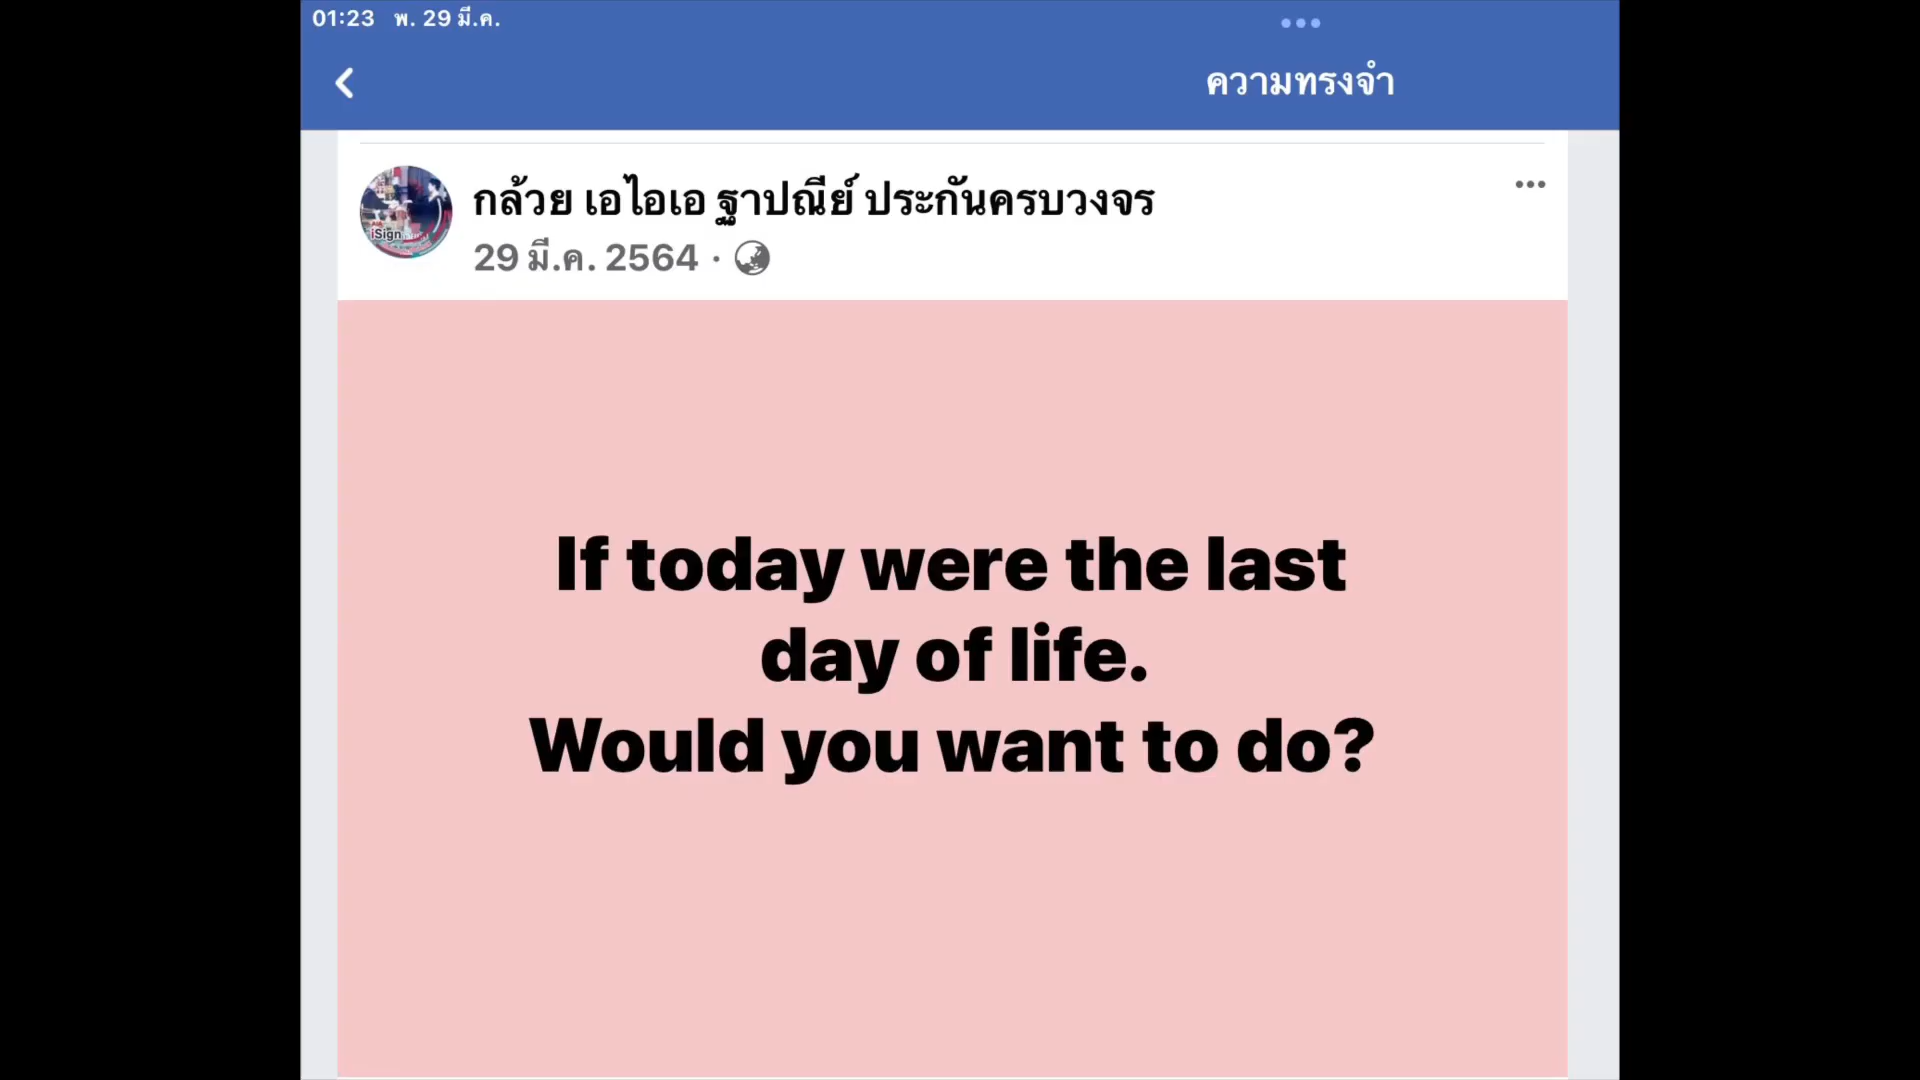 01:23 พ. 29 มี.ค.
ความทรงจำ
กล้วย เอไอเอ ฐาปณีย์ ประกันครบวงจร
29 มี.ค. 2564 ·
iSign
If today were the last
day of life.
Would you want to do?